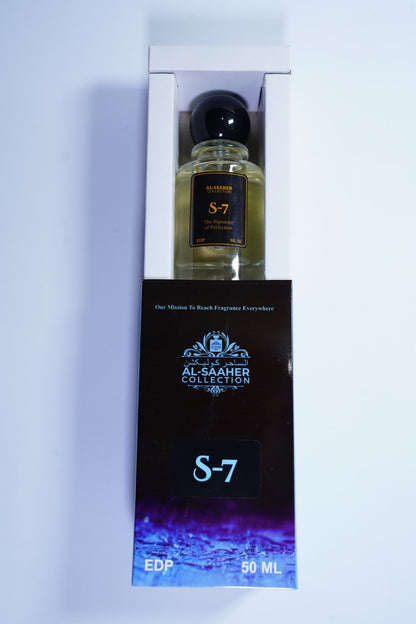 AL-SAAHER
COLLECTION
S-7
The Signature
of Perfection
EDP ML 50
Our Mission To Reach Fragrance Everywhere
الساحر كوليكشن
AL-SAAHER
COLLECTION
S-7
EDP 50 ML